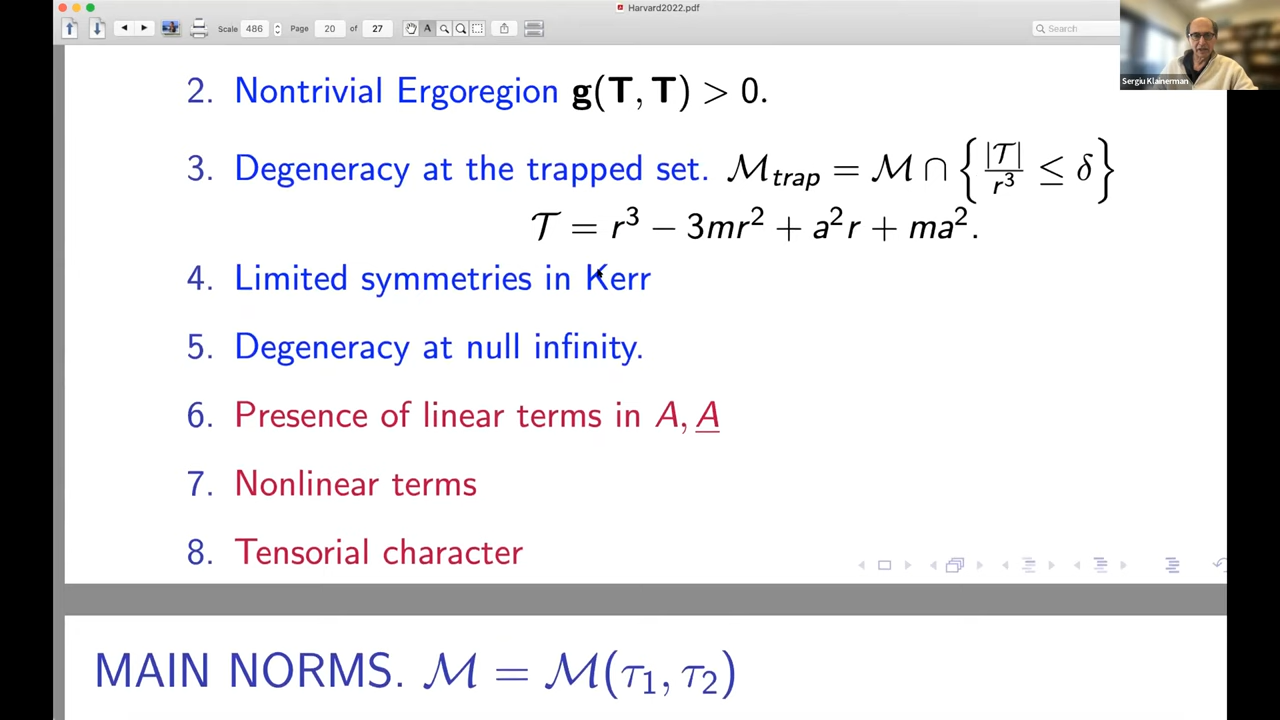 Harvard2022.pdf
Scale 486 Page 20 of 27 A Search
Sergiu Klainerman
2. Nontrivial Ergoregion g(T, T) > 0.
3. Degeneracy at the trapped set. 𝓜trap = 𝓜 ∩ { |𝒯| / r³ ≤ δ }
𝒯 = r³ − 3mr² + a²r + ma².
4. Limited symmetries in Kerr
5. Degeneracy at null infinity.
6. Presence of linear terms in A, A̲
7. Nonlinear terms
8. Tensorial character
MAIN NORMS. 𝓜 = 𝓜(τ₁, τ₂)